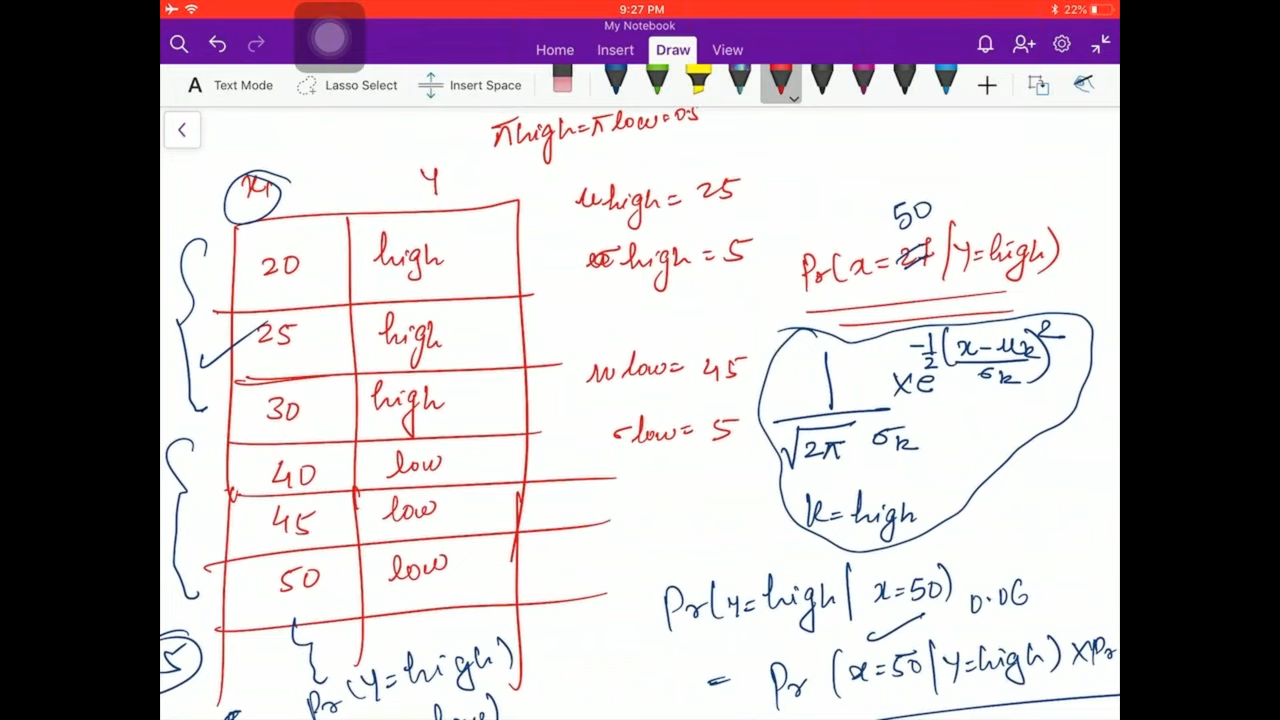 9:27 PM
22%
My Notebook
Home Insert Draw View
A Text Mode Lasso Select Insert Space
πhigh=πlow=0.5
X1 Y
20 high
25 high
30 high
40 low
45 low
50 low
μhigh = 25
σhigh = 5
μlow = 45
σlow = 5
50
Pr(x=21/Y=high)
1/√2π σk × e -1/2 (x-μk/σk)²
K=high
Pr(Y=high/ x=50) 0.06
= Pr (x=50/Y=high) XPr
5
Pr(Y=high)